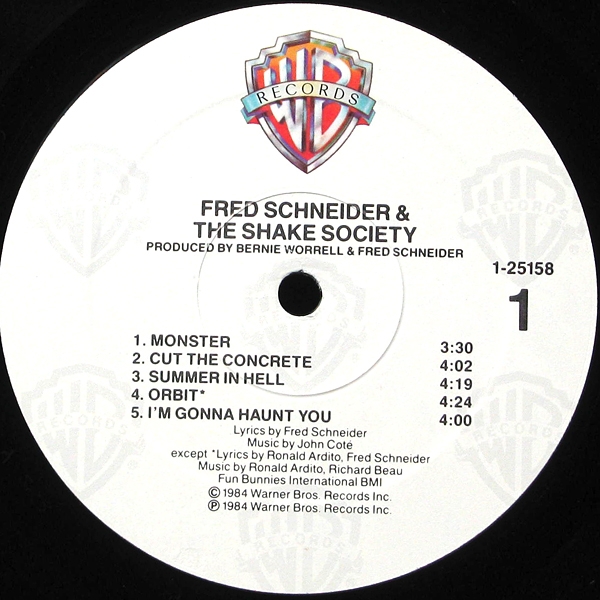 WB
RECORDS
FRED SCHNEIDER &
THE SHAKE SOCIETY
PRODUCED BY BERNIE WORRELL & FRED SCHNEIDER
1-25158
1
1. MONSTER 3:30
2. CUT THE CONCRETE 4:02
3. SUMMER IN HELL 4:19
4. ORBIT* 4:24
5. I'M GONNA HAUNT YOU 4:00
Lyrics by Fred Schneider
Music by John Coté
except *Lyrics by Ronald Ardito, Fred Schneider
Music by Ronald Ardito, Richard Beau
Fun Bunnies International BMI
© 1984 Warner Bros. Records Inc.
℗ 1984 Warner Bros. Records Inc.